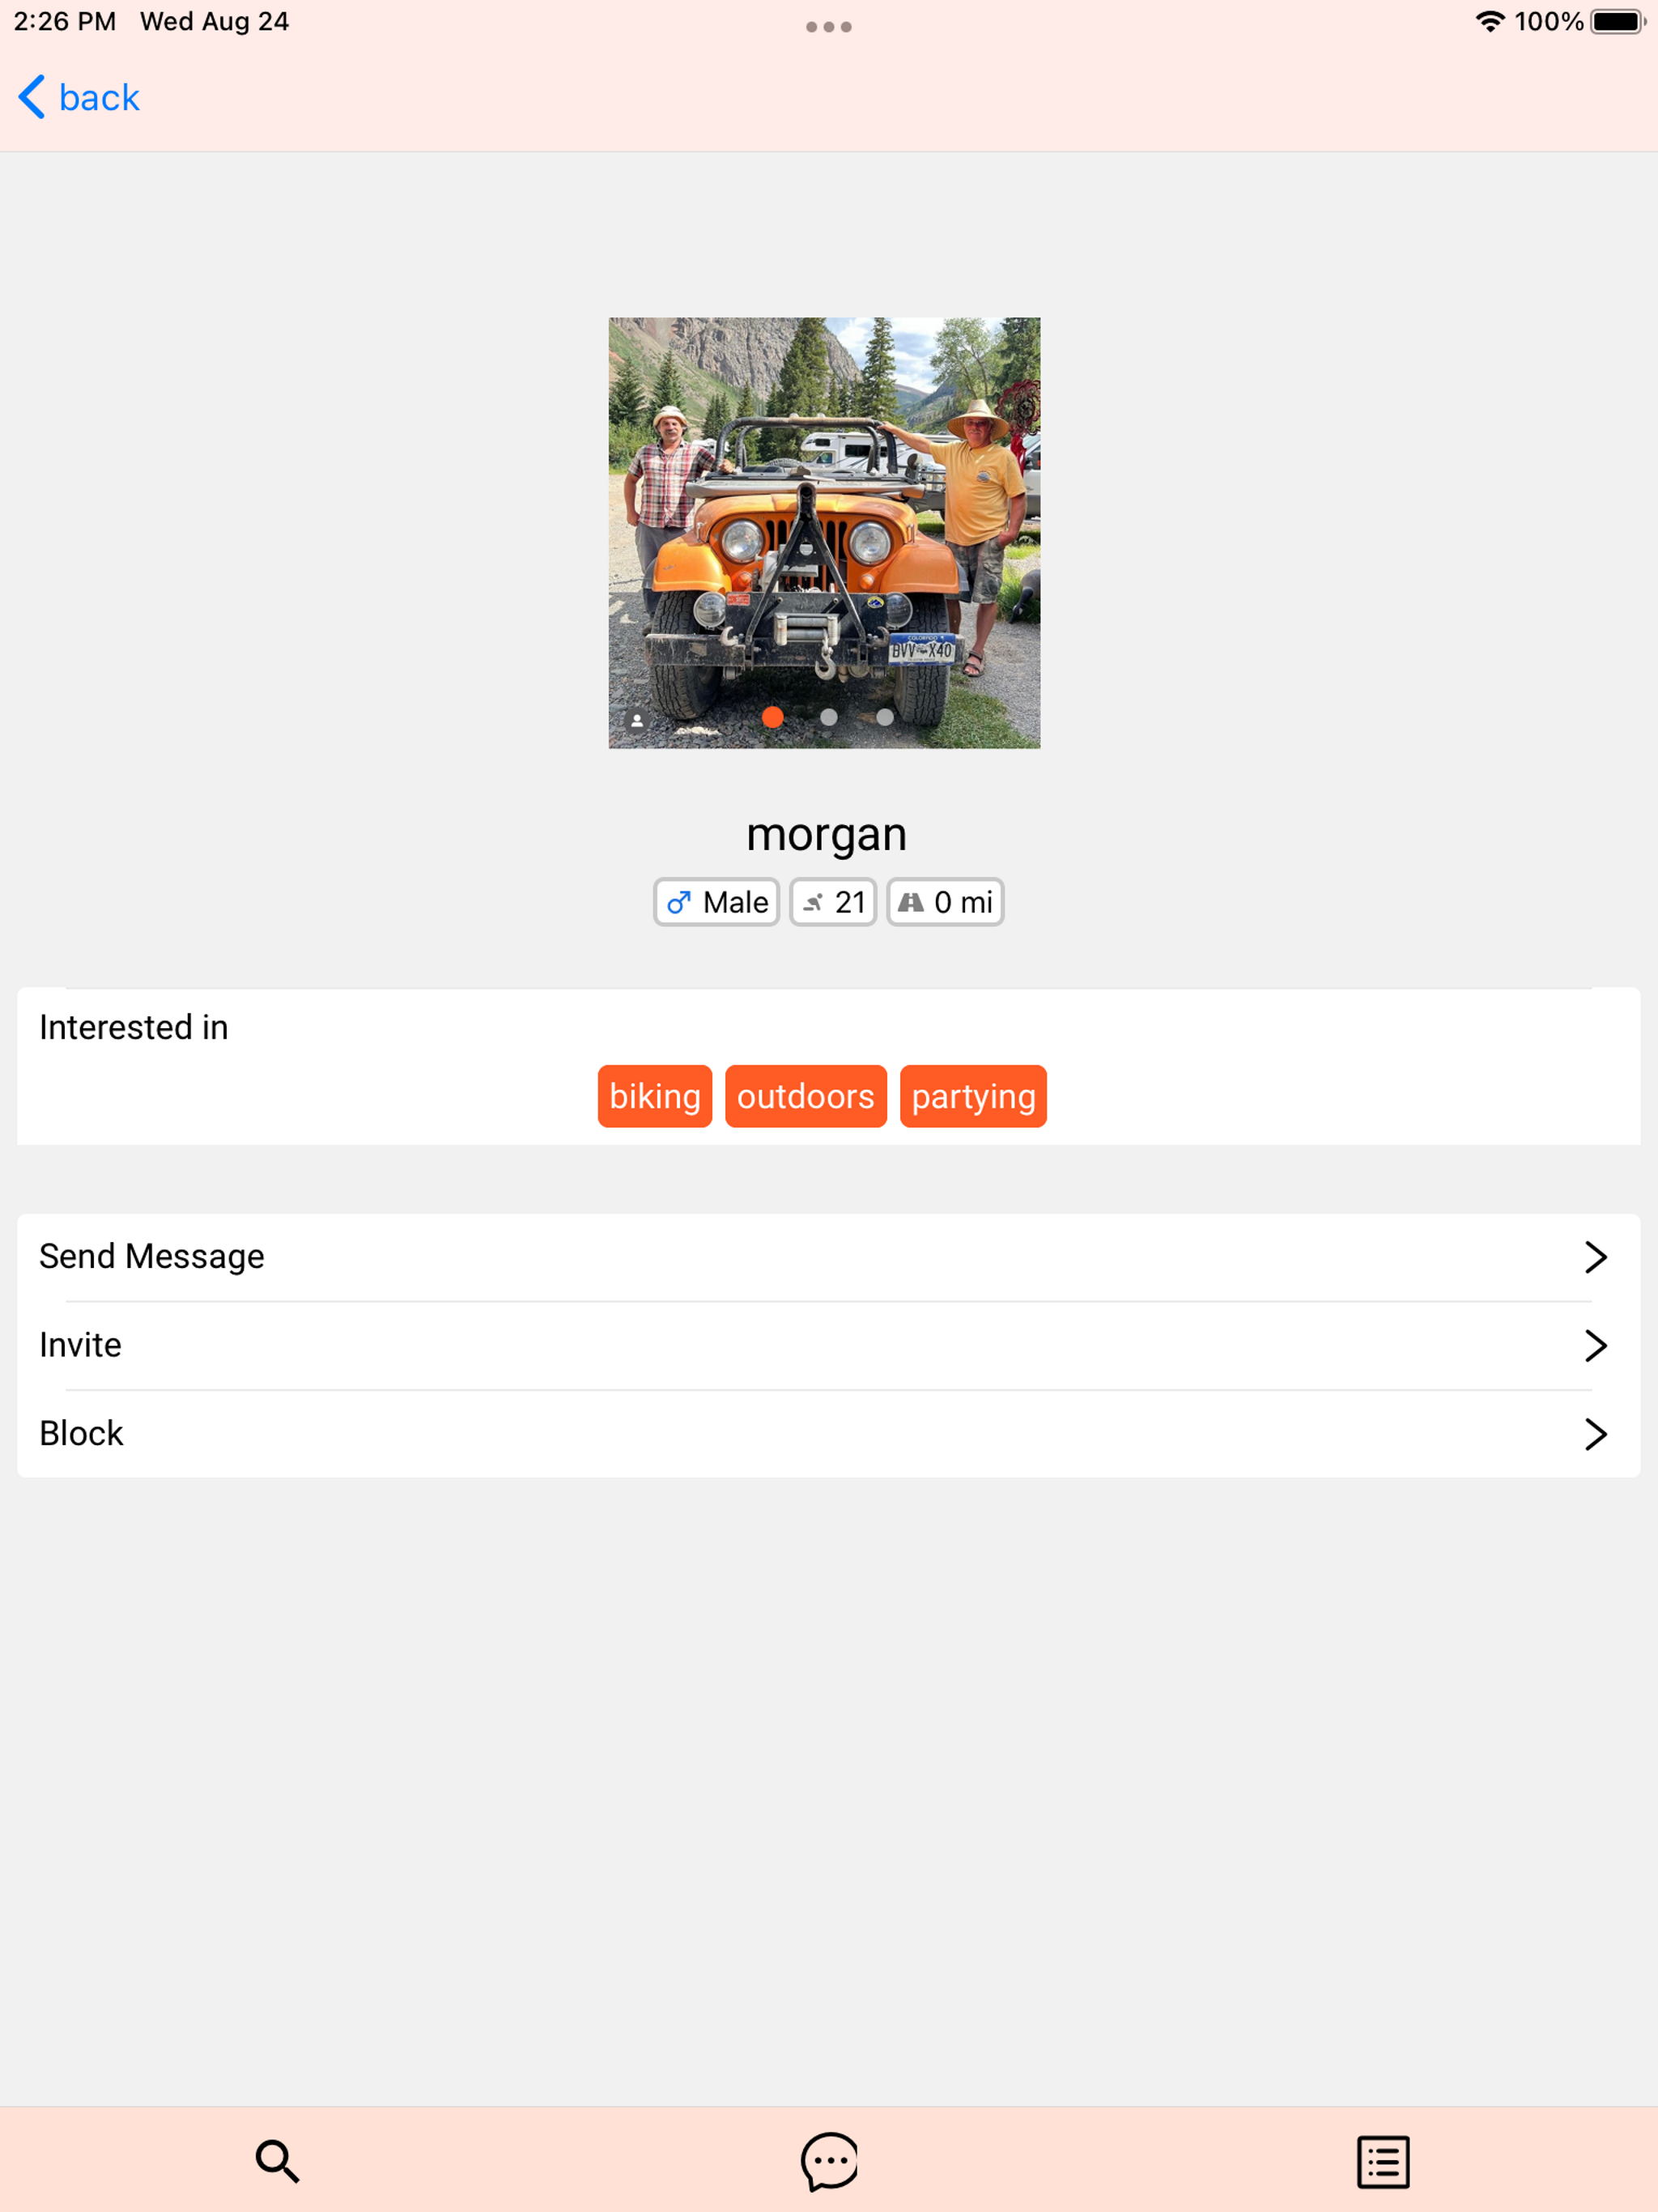 2:26 PM Wed Aug 24
100%
back
COLORADO
BVV X40
morgan
Male 21 0 mi
Interested in
biking outdoors partying
Send Message
Invite
Block